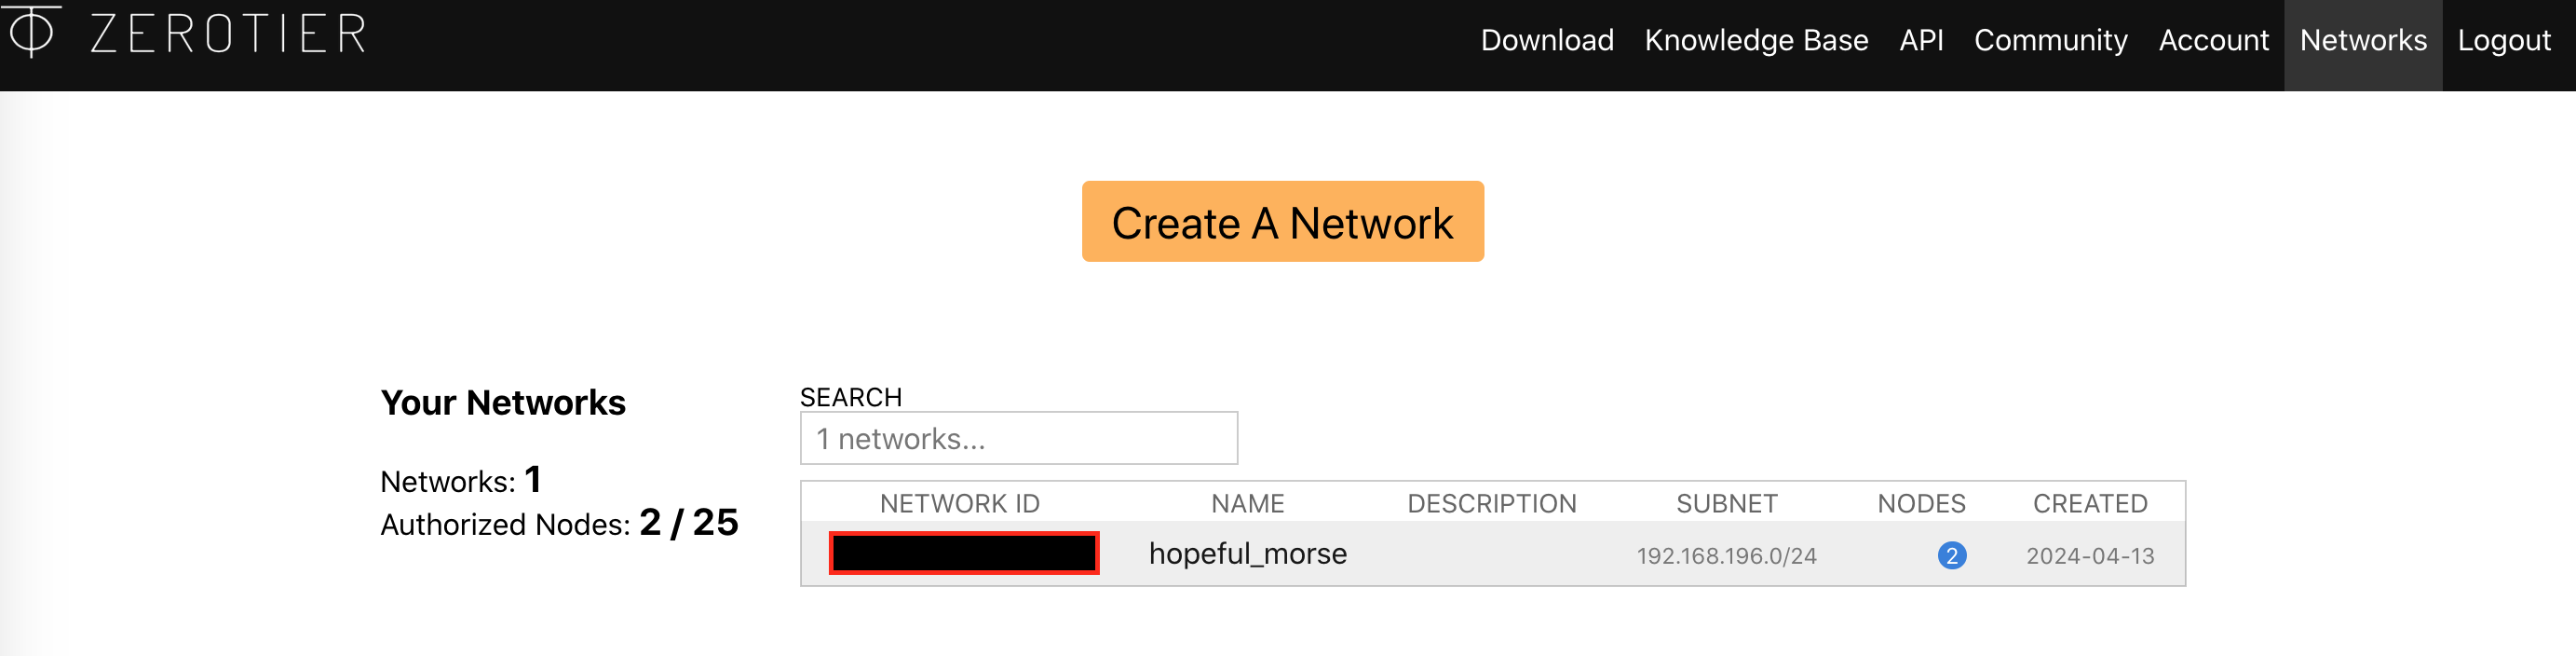 ZEROTIER
Download Knowledge Base API Community Account Networks Logout
Create A Network
Your Networks
Networks: 1
Authorized Nodes: 2 / 25
SEARCH
1 networks...
NETWORK ID NAME DESCRIPTION SUBNET NODES CREATED
hopeful_morse 192.168.196.0/24 2 2024-04-13